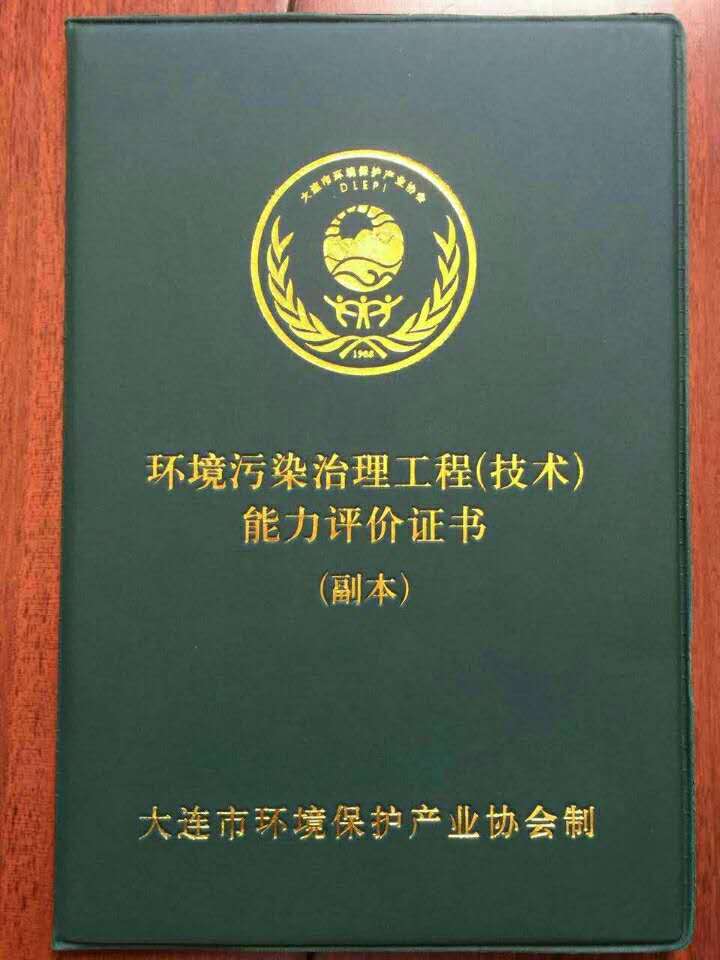 大连市环境保护产业协会
DLEPI
1988
环境污染治理工程(技术)
能力评价证书
(副本)
大连市环境保护产业协会制